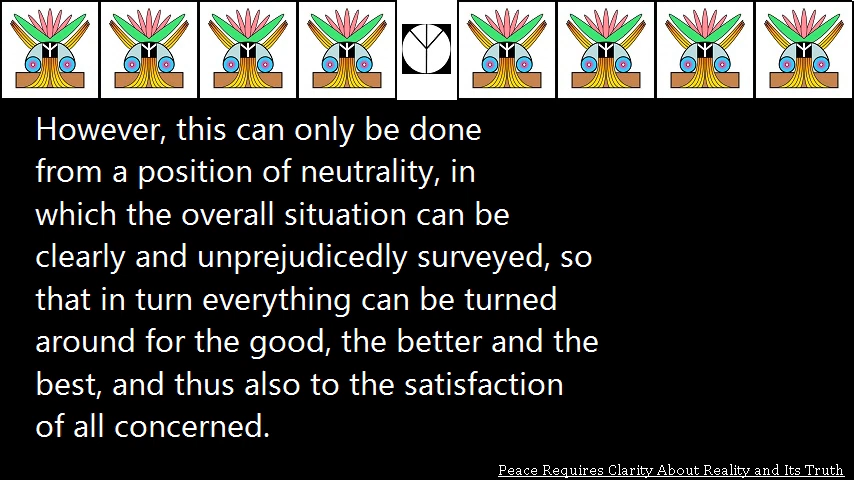 However, this can only be done
from a position of neutrality, in
which the overall situation can be
clearly and unprejudicedly surveyed, so
that in turn everything can be turned
around for the good, the better and the
best, and thus also to the satisfaction
of all concerned.
Peace Requires Clarity About Reality and Its Truth